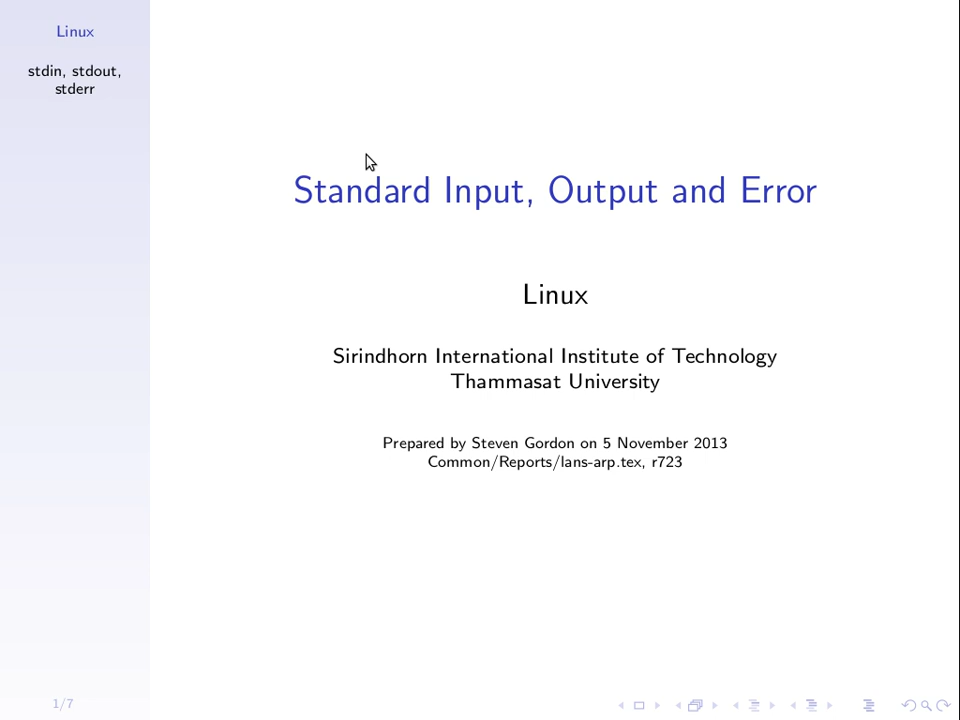 Linux
stdin, stdout,
stderr
Standard Input, Output and Error
Linux
Sirindhorn International Institute of Technology
Thammasat University
Prepared by Steven Gordon on 5 November 2013
Common/Reports/lans-arp.tex, r723
1/7